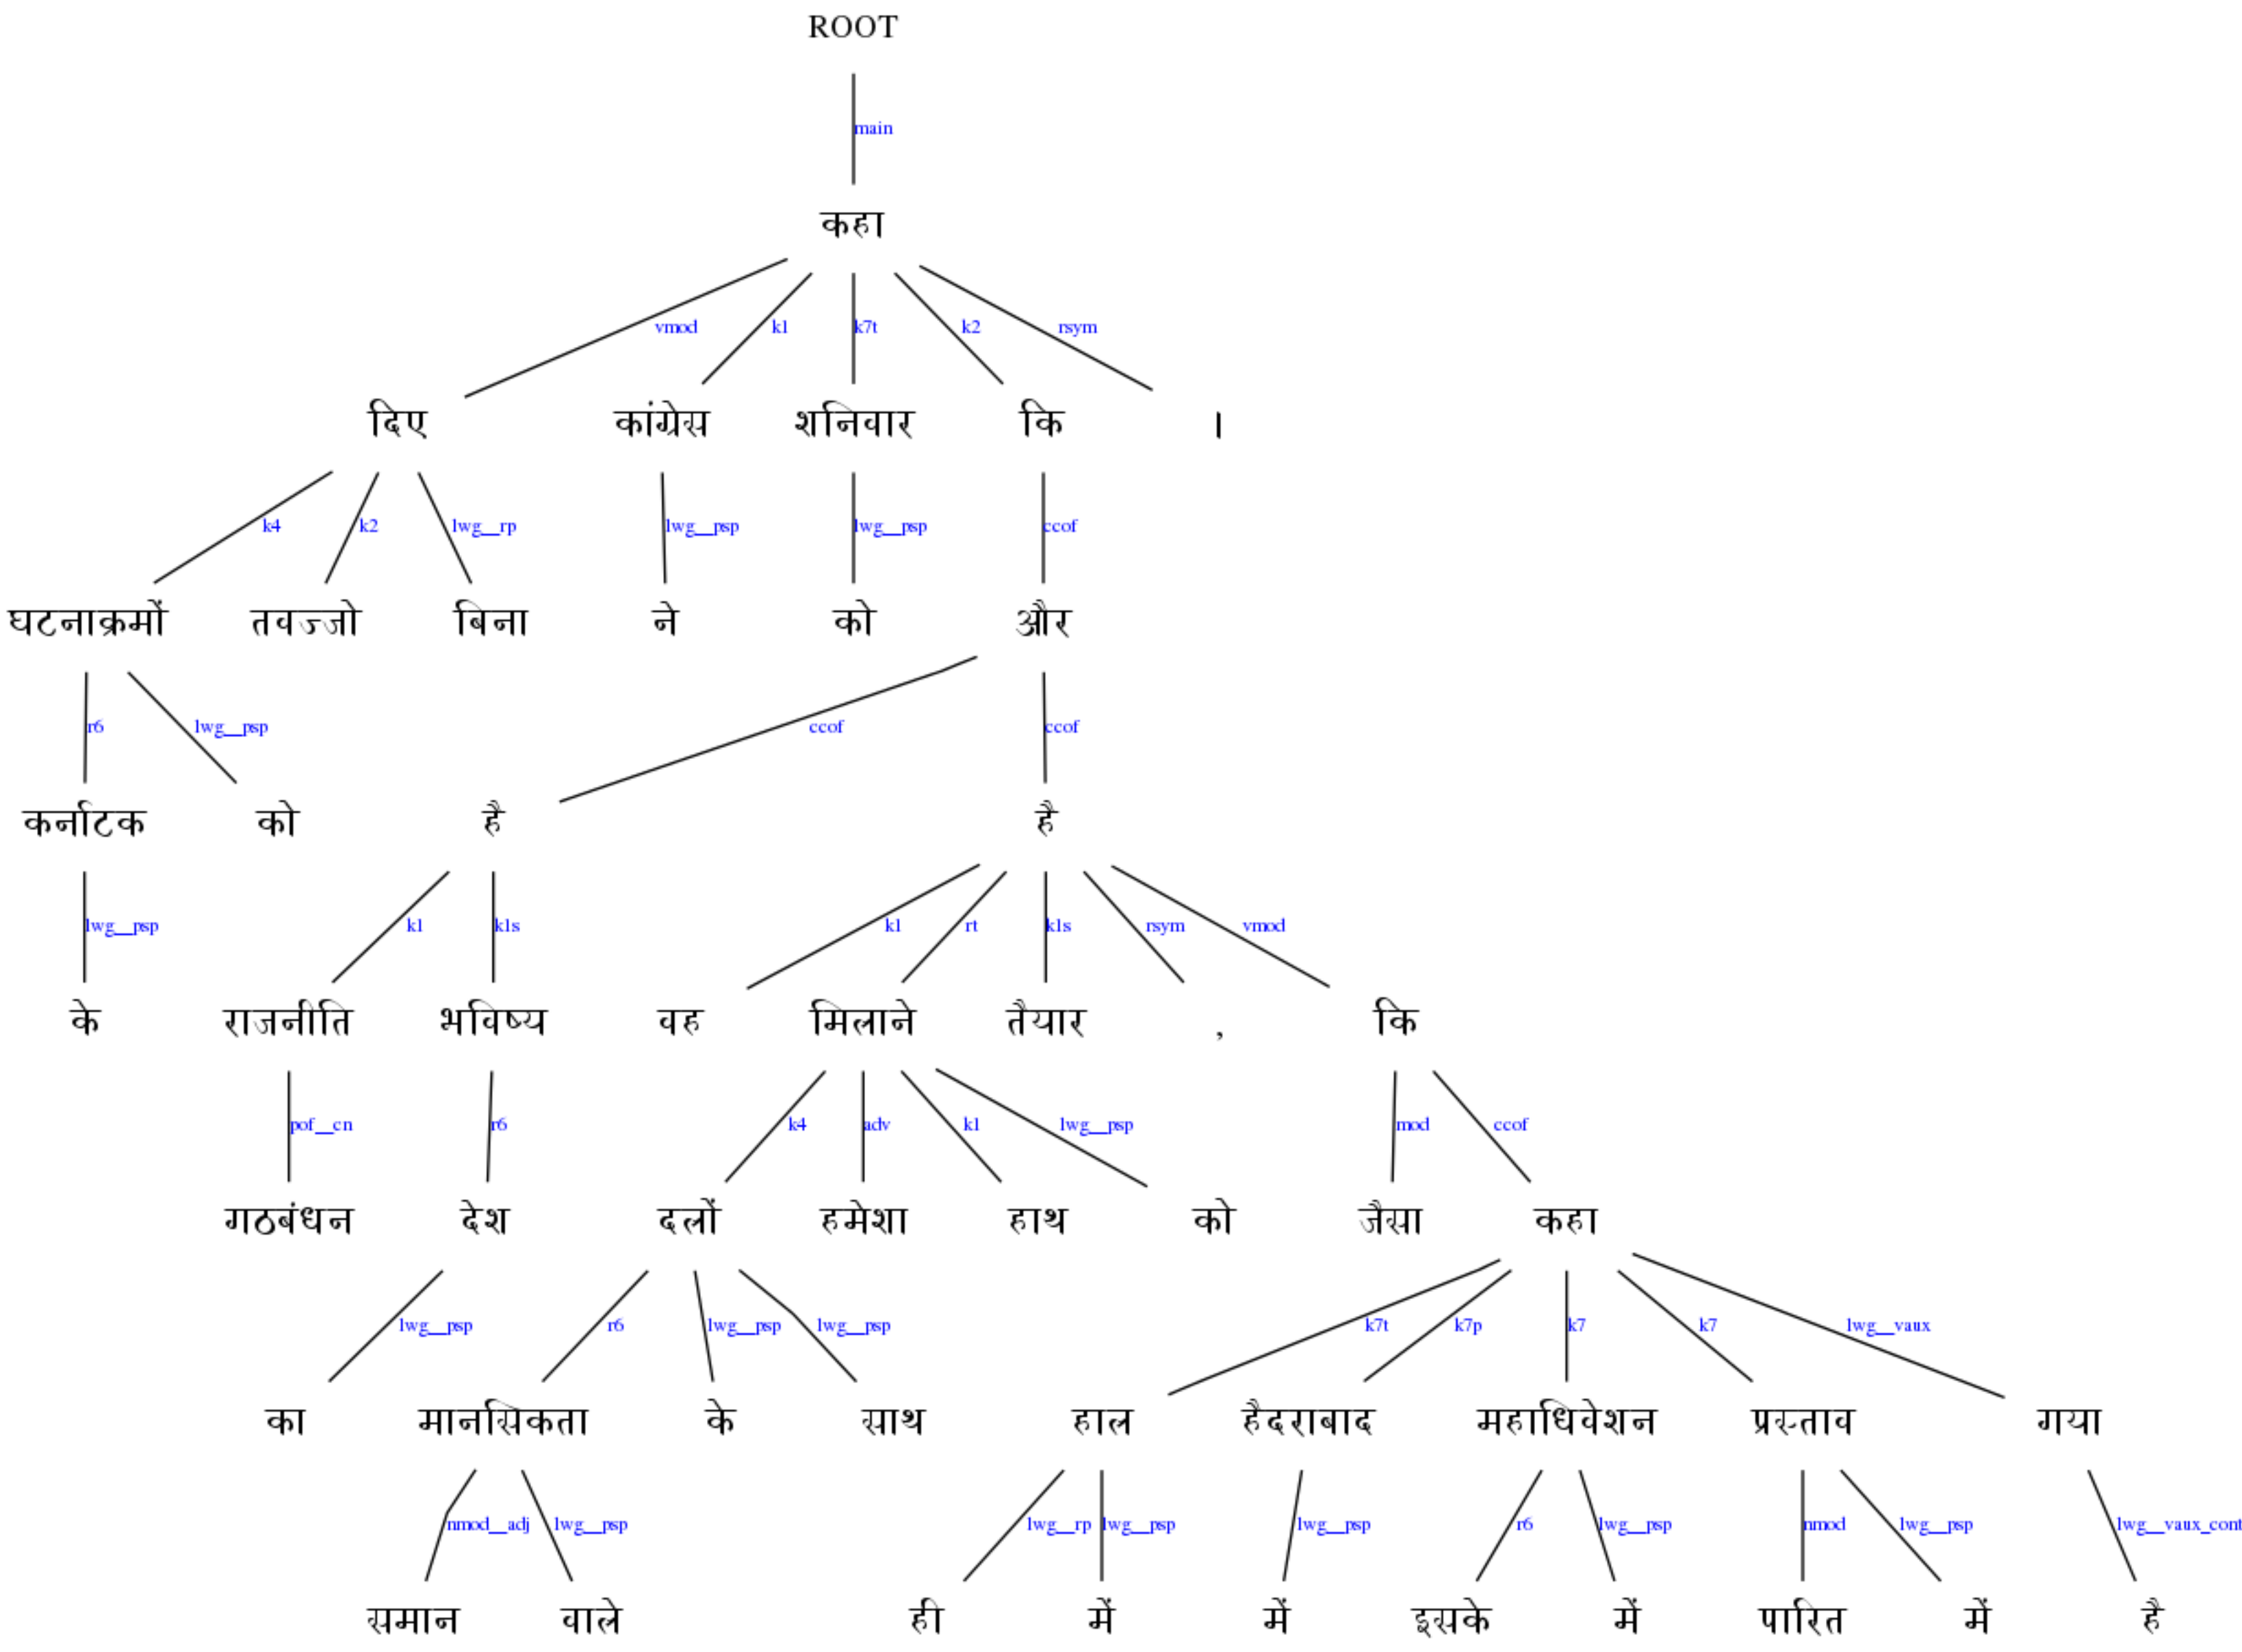 ROOT
main
कहा
vmod k1 k7t k2 rsym
दिए कांग्रेस शनिवार कि ।
k4 k2 lwg__rp lwg__psp lwg__psp ccof
घटनाक्रमों तवज्जो बिना ने को और
r6 lwg__psp ccof ccof
कर्नाटक को है है
lwg__psp k1 k1s k1 rt k1s rsym vmod
के राजनीति भविष्य वह मिलाने तैयार , कि
pof__cn r6 k4 adv k1 lwg__psp mod ccof
गठबंधन देश दलों हमेशा हाथ को जैसा कहा
lwg__psp r6 lwg__psp lwg__psp k7t k7p k7 k7 lwg__vaux
का मानसिकता के साथ हाल हैदराबाद महाधिवेशन प्रस्ताव गया
nmod__adj lwg__psp lwg__rp lwg__psp lwg__psp r6 lwg__psp nmod lwg__psp lwg__vaux_cont
समान वाले ही में में इसके में पारित में है